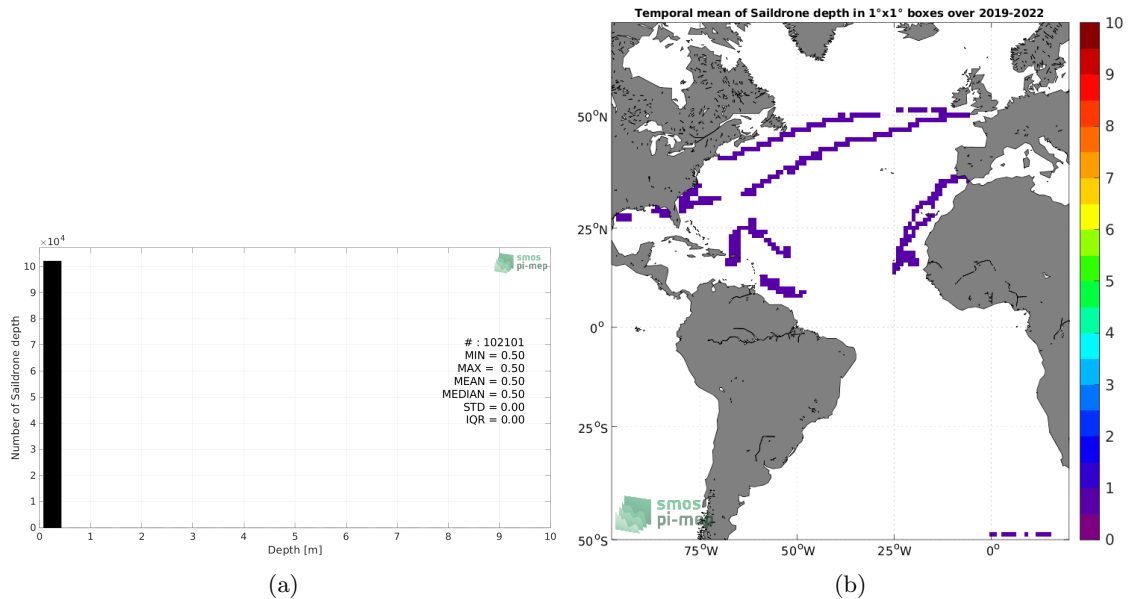 ×10⁴
10
9
8
7
6
5
4
3
2
1
0
Number of Saildrone depth
smos
pi-mep
# : 102101
MIN = 0.50
MAX = 0.50
MEAN = 0.50
MEDIAN = 0.50
STD = 0.00
IQR = 0.00
0 1 2 3 4 5 6 7 8 9 10
Depth [m]
(a)
Temporal mean of Saildrone depth in 1°x1° boxes over 2019-2022
50°N
25°N
0°
25°S
50°S
smos
pi-mep
75°W 50°W 25°W 0°
10
9
8
7
6
5
4
3
2
1
0
(b)